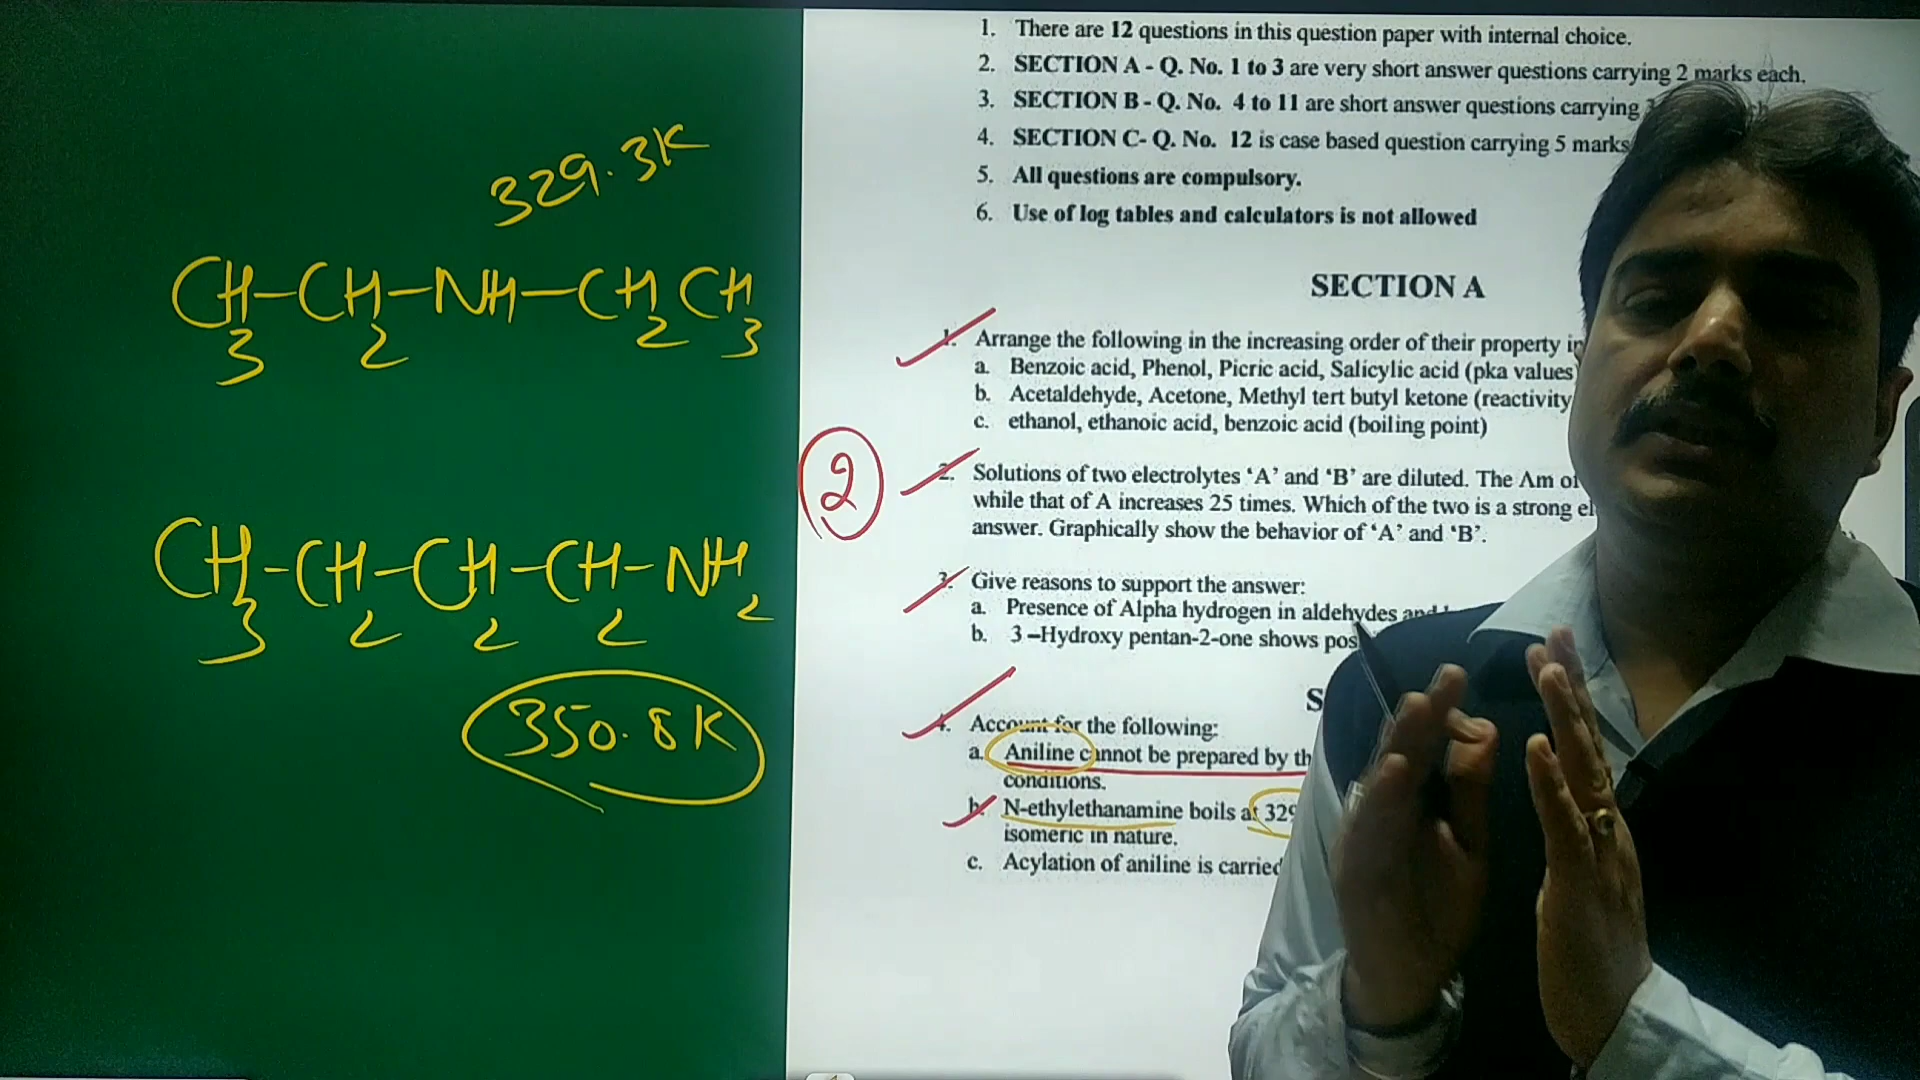 329.3K
CH3-CH2-NH-CH2CH3
CH3-CH2-CH2-CH2-NH2
350.8K
1. There are 12 questions in this question paper with internal choice.
2. SECTION A - Q. No. 1 to 3 are very short answer questions carrying 2 marks each.
3. SECTION B - Q. No. 4 to 11 are short answer questions carrying
4. SECTION C- Q. No. 12 is case based question carrying 5 marks
5. All questions are compulsory.
6. Use of log tables and calculators is not allowed
SECTION A
1. Arrange the following in the increasing order of their property
a. Benzoic acid, Phenol, Picric acid, Salicylic acid (pka values
b. Acetaldehyde, Acetone, Methyl tert butyl ketone (reactivity
c. ethanol, ethanoic acid, benzoic acid (boiling point)
2
2. Solutions of two electrolytes ‘A’ and ‘B’ are diluted. The Λm of
while that of A increases 25 times. Which of the two is a strong
answer. Graphically show the behavior of ‘A’ and ‘B’.
3. Give reasons to support the answer:
a. Presence of Alpha hydrogen in aldehydes and
b. 3 –Hydroxy pentan-2-one shows
4. Account for the following:
a. Aniline cannot be prepared by
conditions.
b. N-ethylethanamine boils at
isomeric in nature.
c. Acylation of aniline is carried